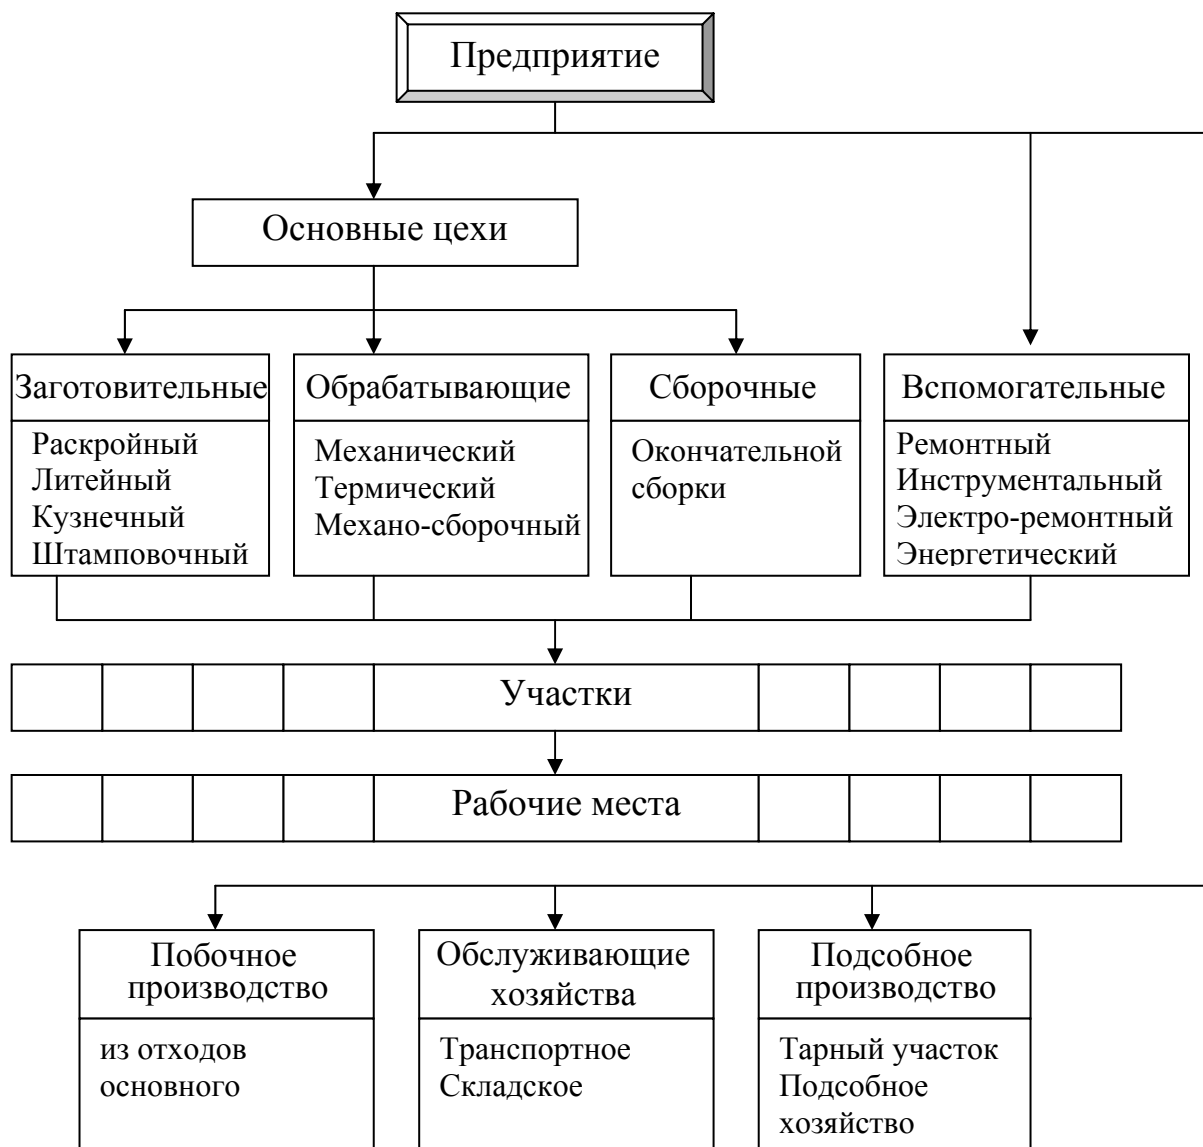 Предприятие
Основные цехи
Заготовительные
Раскройный
Литейный
Кузнечный
Штамповочный
Обрабатывающие
Механический
Термический
Механо-сборочный
Сборочные
Окончательной
сборки
Вспомогательные
Ремонтный
Инструментальный
Электро-ремонтный
Энергетический
Участки
Рабочие места
Побочное
производство
из отходов
основного
Обслуживающие
хозяйства
Транспортное
Складское
Подсобное
производство
Тарный участок
Подсобное
хозяйство